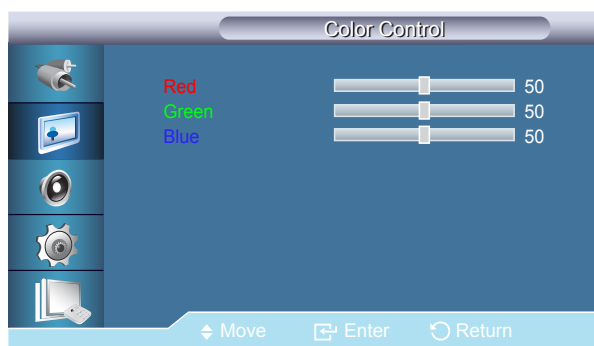 Color Control
Red 50
Green 50
Blue 50
Move Enter Return